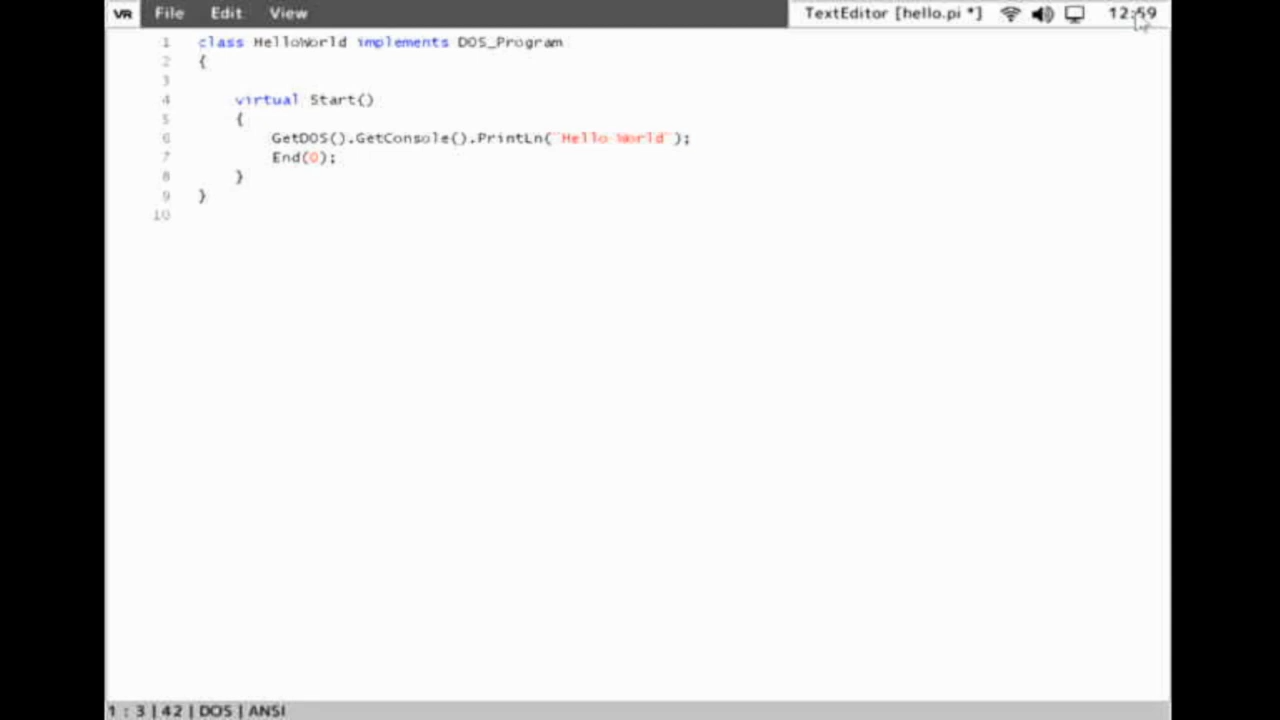 VR File Edit View TextEditor [hello.pi *] 12:59
1 class HelloWorld implements DOS_Program
2 {
3
4 virtual Start()
5 {
6 GetDOS().GetConsole().PrintLn("Hello World");
7 End(0);
8 }
9 }
10
1 : 3 | 42 | DOS | ANSI